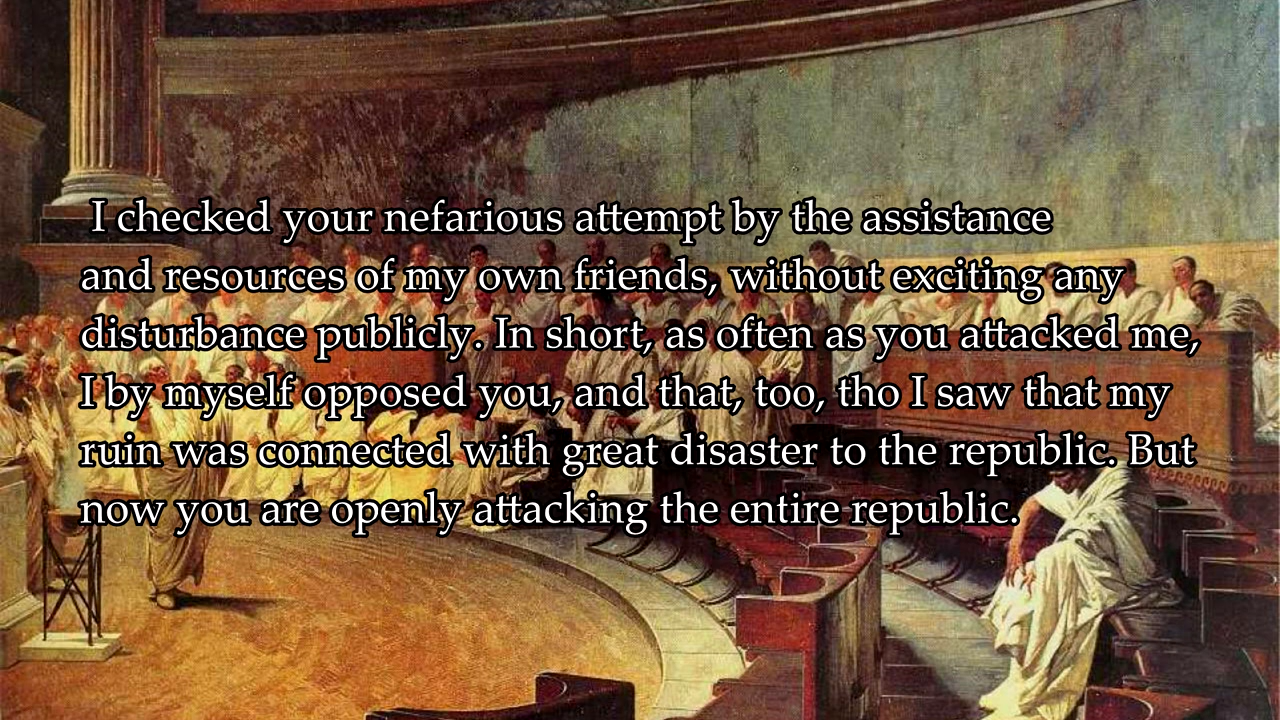 I checked your nefarious attempt by the assistance
and resources of my own friends, without exciting any
disturbance publicly. In short, as often as you attacked me,
I by myself opposed you, and that, too, tho I saw that my
ruin was connected with great disaster to the republic. But
now you are openly attacking the entire republic.